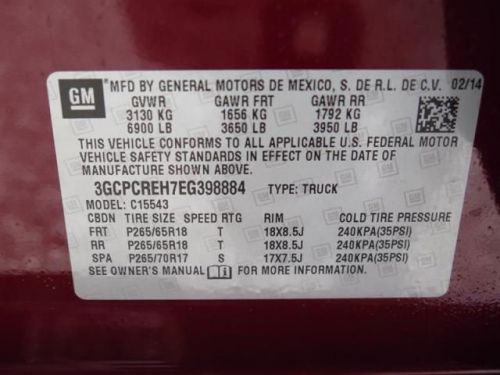 GM
MFD BY GENERAL MOTORS DE MEXICO, S. DE R.L. DE C.V. 02/14
GVWR GAWR FRT GAWR RR
3130 KG 1656 KG 1792 KG
6900 LB 3650 LB 3950 LB
THIS VEHICLE CONFORMS TO ALL APPLICABLE U.S. FEDERAL MOTOR
VEHICLE SAFETY STANDARDS IN EFFECT ON THE DATE OF
MANUFACTURE SHOWN ABOVE.
3GCPCREH7EG398884 TYPE: TRUCK
MODEL: C15543
CBDN TIRE SIZE SPEED RTG RIM COLD TIRE PRESSURE
FRT P265/65R18 T 18X8.5J 240KPA(35PSI)
RR P265/65R18 T 18X8.5J 240KPA(35PSI)
SPA P265/70R17 S 17X7.5J 240KPA(35PSI)
SEE OWNER'S MANUAL FOR MORE INFORMATION.